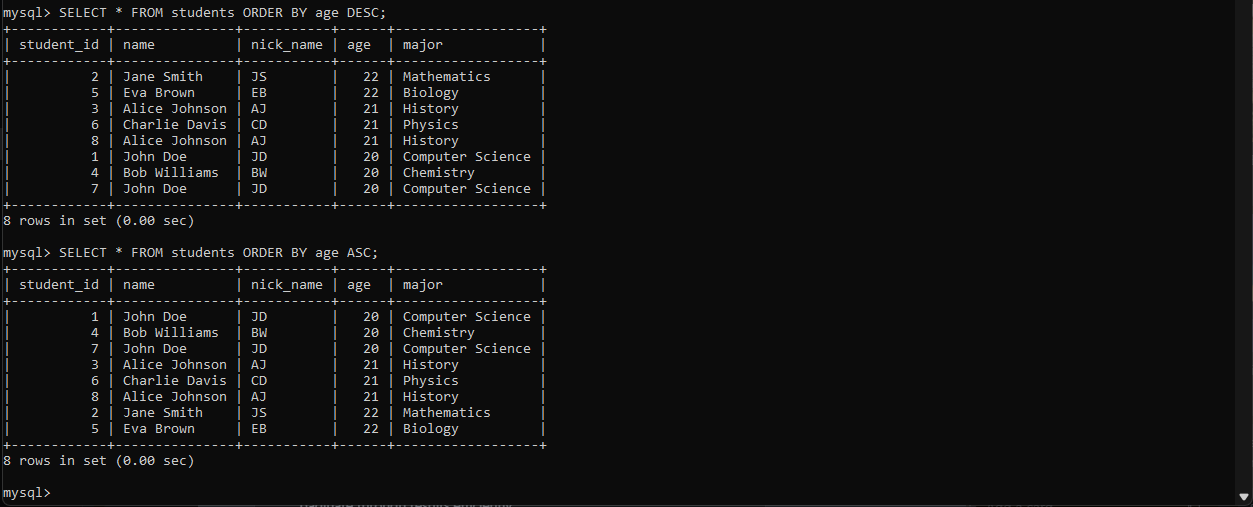 mysql> SELECT * FROM students ORDER BY age DESC;
+------------+---------------+-----------+------+------------------+
| student_id | name          | nick_name | age  | major            |
+------------+---------------+-----------+------+------------------+
|          2 | Jane Smith    | JS        |   22 | Mathematics      |
|          5 | Eva Brown     | EB        |   22 | Biology          |
|          3 | Alice Johnson | AJ        |   21 | History          |
|          6 | Charlie Davis | CD        |   21 | Physics          |
|          8 | Alice Johnson | AJ        |   21 | History          |
|          1 | John Doe      | JD        |   20 | Computer Science |
|          4 | Bob Williams  | BW        |   20 | Chemistry        |
|          7 | John Doe      | JD        |   20 | Computer Science |
+------------+---------------+-----------+------+------------------+
8 rows in set (0.00 sec)
mysql> SELECT * FROM students ORDER BY age ASC;
+------------+---------------+-----------+------+------------------+
| student_id | name          | nick_name | age  | major            |
+------------+---------------+-----------+------+------------------+
|          1 | John Doe      | JD        |   20 | Computer Science |
|          4 | Bob Williams  | BW        |   20 | Chemistry        |
|          7 | John Doe      | JD        |   20 | Computer Science |
|          3 | Alice Johnson | AJ        |   21 | History          |
|          6 | Charlie Davis | CD        |   21 | Physics          |
|          8 | Alice Johnson | AJ        |   21 | History          |
|          2 | Jane Smith    | JS        |   22 | Mathematics      |
|          5 | Eva Brown     | EB        |   22 | Biology          |
+------------+---------------+-----------+------+------------------+
8 rows in set (0.00 sec)
mysql>